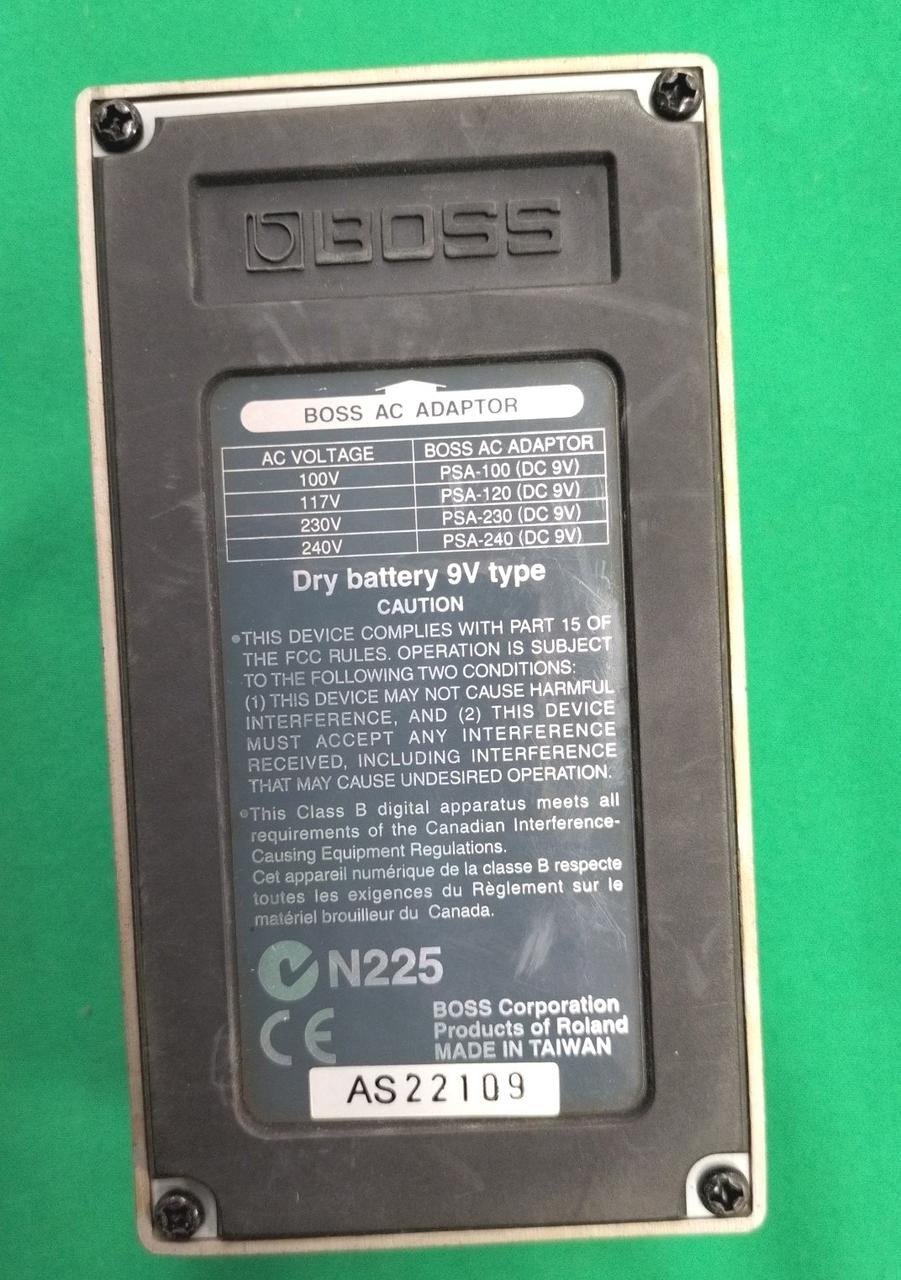 BOSS
BOSS AC ADAPTOR
AC VOLTAGE BOSS AC ADAPTOR
100V PSA-100 (DC 9V)
117V PSA-120 (DC 9V)
230V PSA-230 (DC 9V)
240V PSA-240 (DC 9V)
Dry battery 9V type
CAUTION
●THIS DEVICE COMPLIES WITH PART 15 OF
THE FCC RULES. OPERATION IS SUBJECT
TO THE FOLLOWING TWO CONDITIONS:
(1) THIS DEVICE MAY NOT CAUSE HARMFUL
INTERFERENCE, AND (2) THIS DEVICE
MUST ACCEPT ANY INTERFERENCE
RECEIVED, INCLUDING INTERFERENCE
THAT MAY CAUSE UNDESIRED OPERATION.
●This Class B digital apparatus meets all
requirements of the Canadian Interference-
Causing Equipment Regulations.
Cet appareil numérique de la classe B respecte
toutes les exigences du Règlement sur le
matériel brouilleur du Canada.
N225
CE
BOSS Corporation
Products of Roland
MADE IN TAIWAN
AS22109